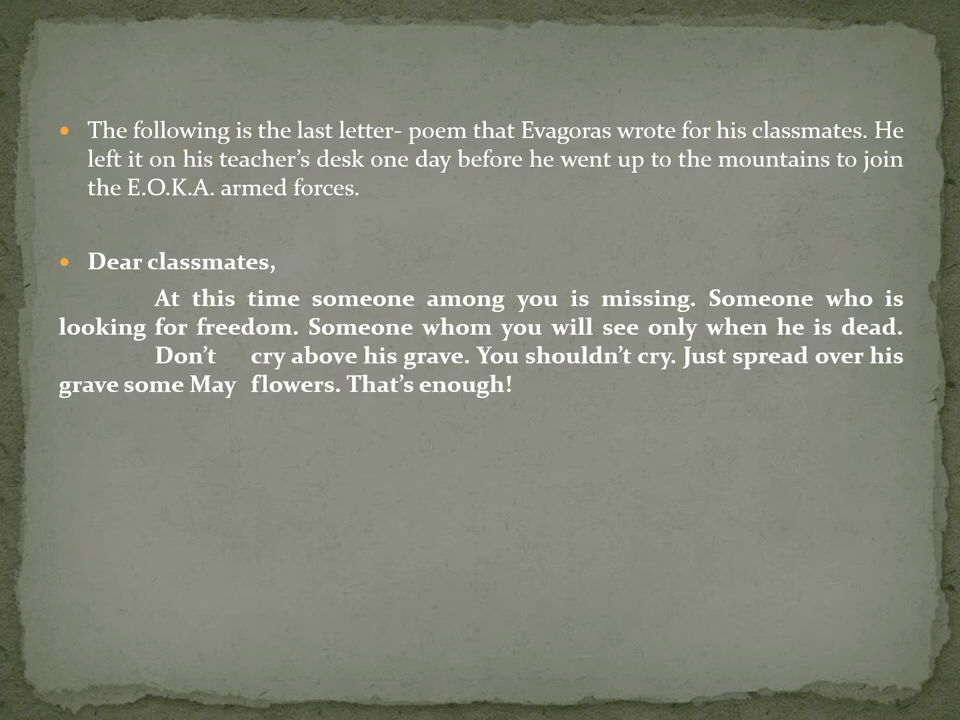 The following is the last letter- poem that Evagoras wrote for his classmates. He
left it on his teacher’s desk one day before he went up to the mountains to join
the E.O.K.A. armed forces.
Dear classmates,
At this time someone among you is missing. Someone who is
looking for freedom. Someone whom you will see only when he is dead.
Don’t cry above his grave. You shouldn’t cry. Just spread over his
grave some May flowers. That’s enough!